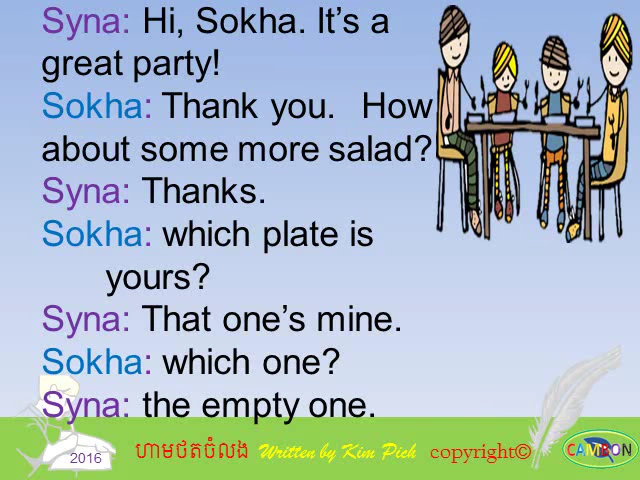 Syna: Hi, Sokha. It’s a
great party!
Sokha: Thank you. How
about some more salad?
Syna: Thanks.
Sokha: which plate is
yours?
Syna: That one’s mine.
Sokha: which one?
Syna: the empty one.
2016 ហាមថតចំលង Written by Kim Pich copyright© CAMBON